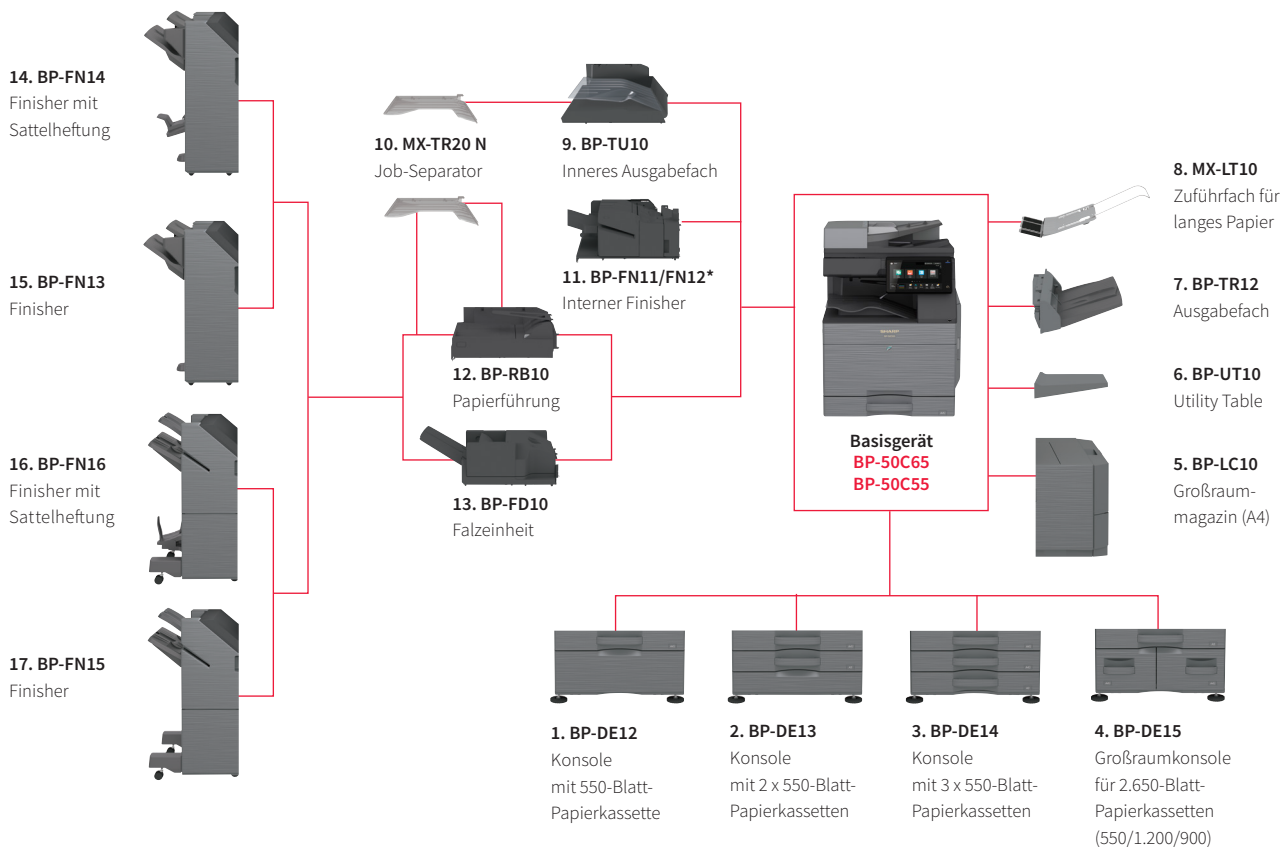 14. BP-FN14
Finisher mit
Sattelheftung
15. BP-FN13
Finisher
16. BP-FN16
Finisher mit
Sattelheftung
17. BP-FN15
Finisher
10. MX-TR20 N
Job-Separator
9. BP-TU10
Inneres Ausgabefach
11. BP-FN11/FN12*
Interner Finisher
12. BP-RB10
Papierführung
13. BP-FD10
Falzeinheit
SHARP
Basisgerät
BP-50C65
BP-50C55
8. MX-LT10
Zuführfach für
langes Papier
7. BP-TR12
Ausgabefach
6. BP-UT10
Utility Table
5. BP-LC10
Großraum-
magazin (A4)
1. BP-DE12
Konsole
mit 550-Blatt-
Papierkassette
2. BP-DE13
Konsole
mit 2 x 550-Blatt-
Papierkassetten
3. BP-DE14
Konsole
mit 3 x 550-Blatt-
Papierkassetten
4. BP-DE15
Großraumkonsole
für 2.650-Blatt-
Papierkassetten
(550/1.200/900)